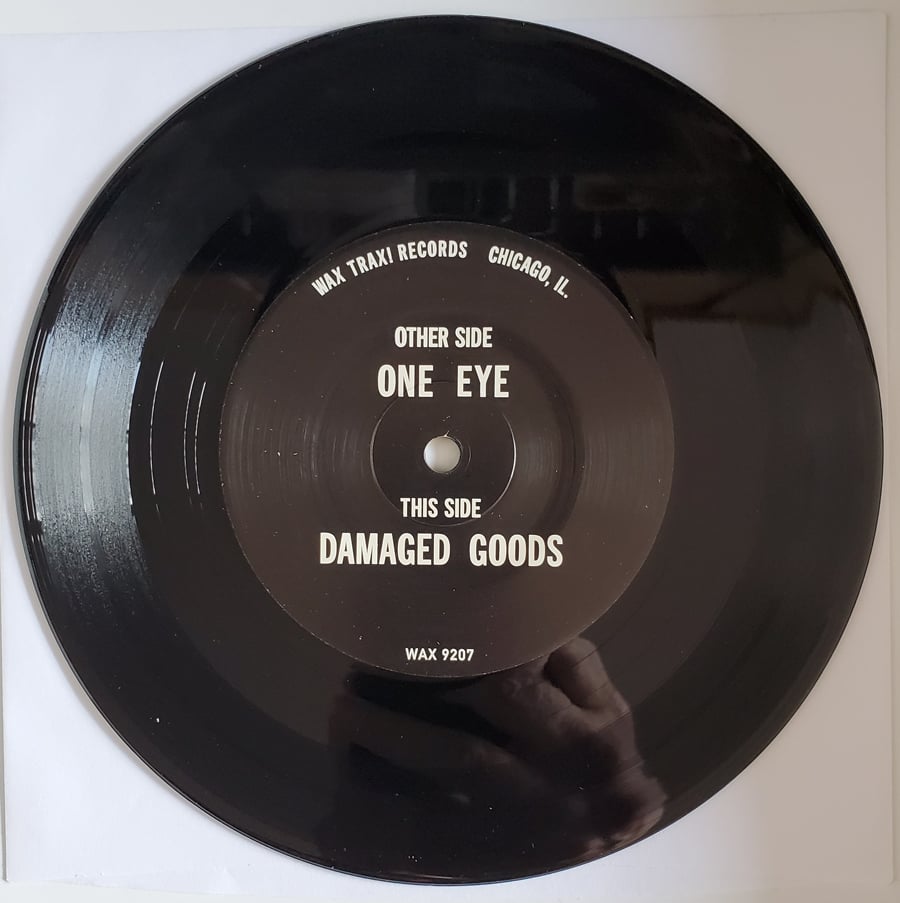 WAX TRAX! RECORDS CHICAGO, IL.
OTHER SIDE
ONE EYE
THIS SIDE
DAMAGED GOODS
WAX 9207